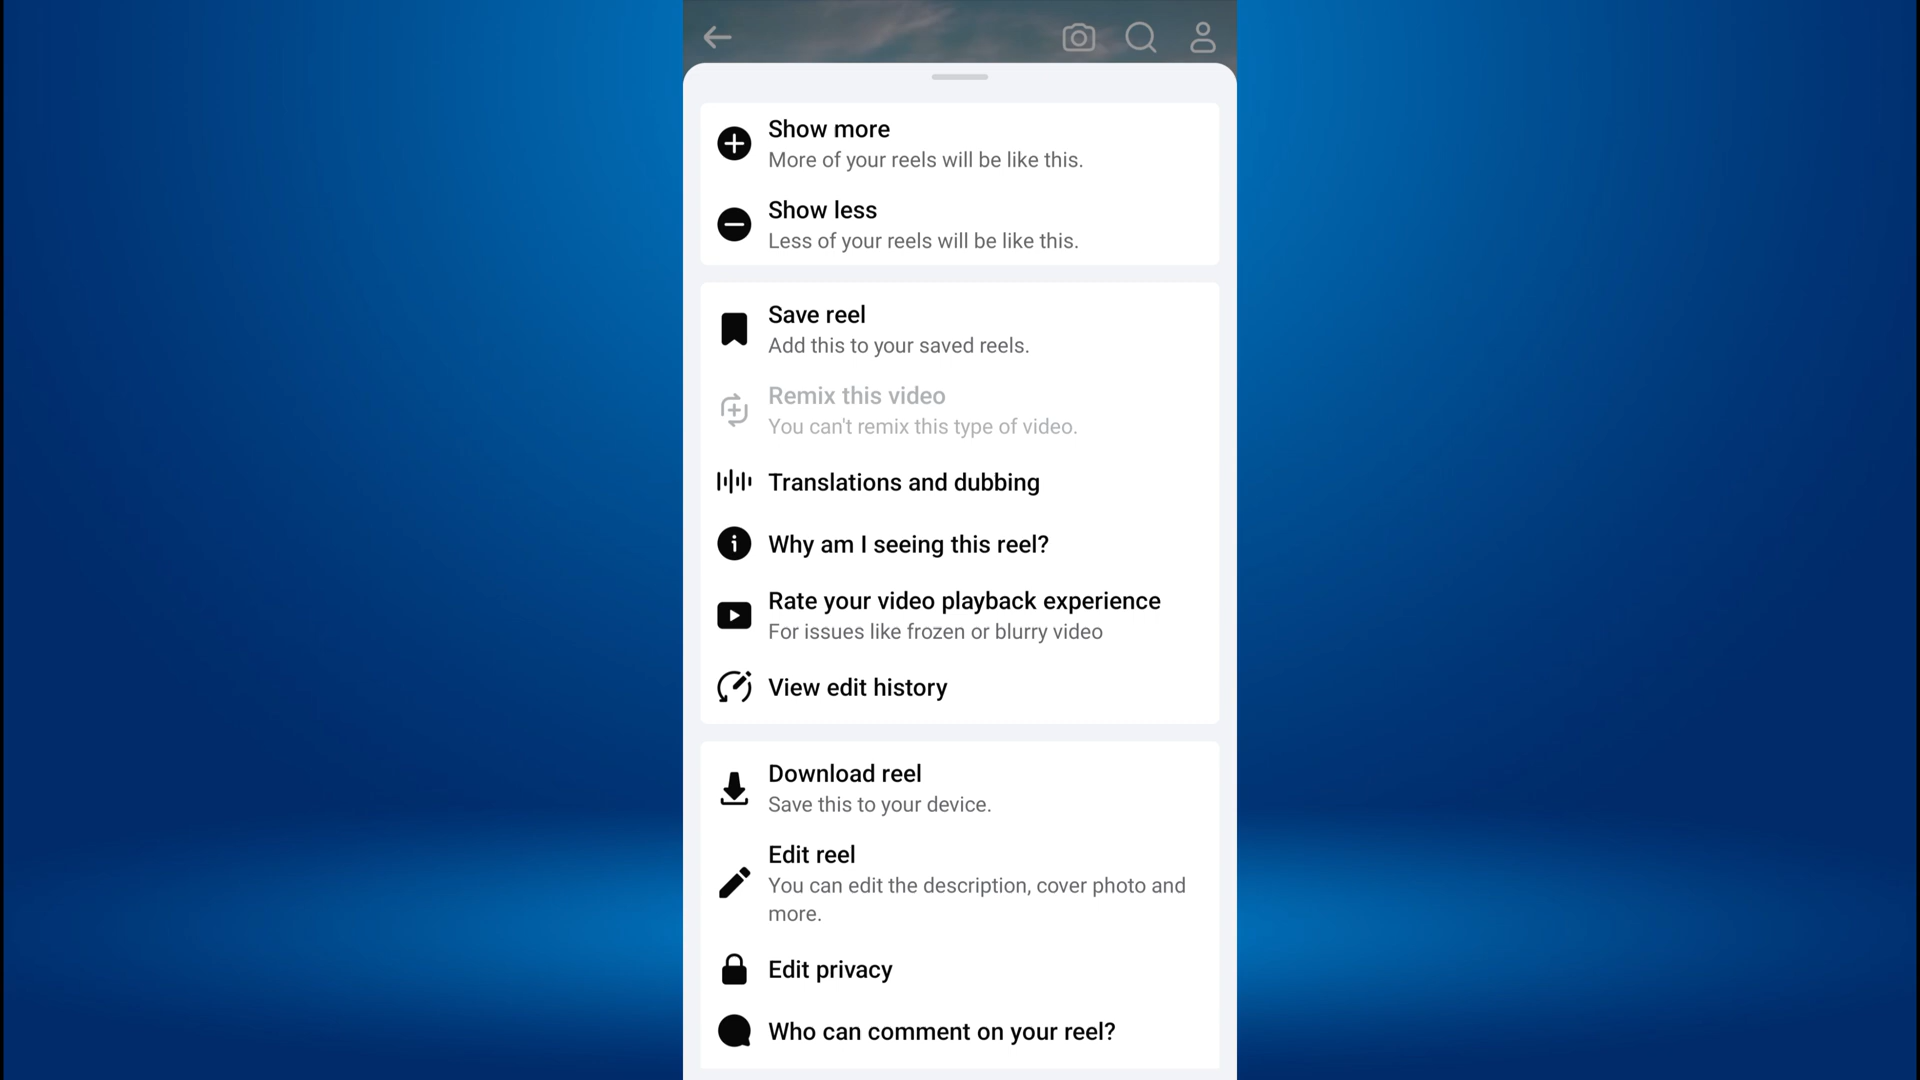 Show more
More of your reels will be like this.
Show less
Less of your reels will be like this.
Save reel
Add this to your saved reels.
Remix this video
You can't remix this type of video.
Translations and dubbing
Why am I seeing this reel?
Rate your video playback experience
For issues like frozen or blurry video
View edit history
Download reel
Save this to your device.
Edit reel
You can edit the description, cover photo and
more.
Edit privacy
Who can comment on your reel?